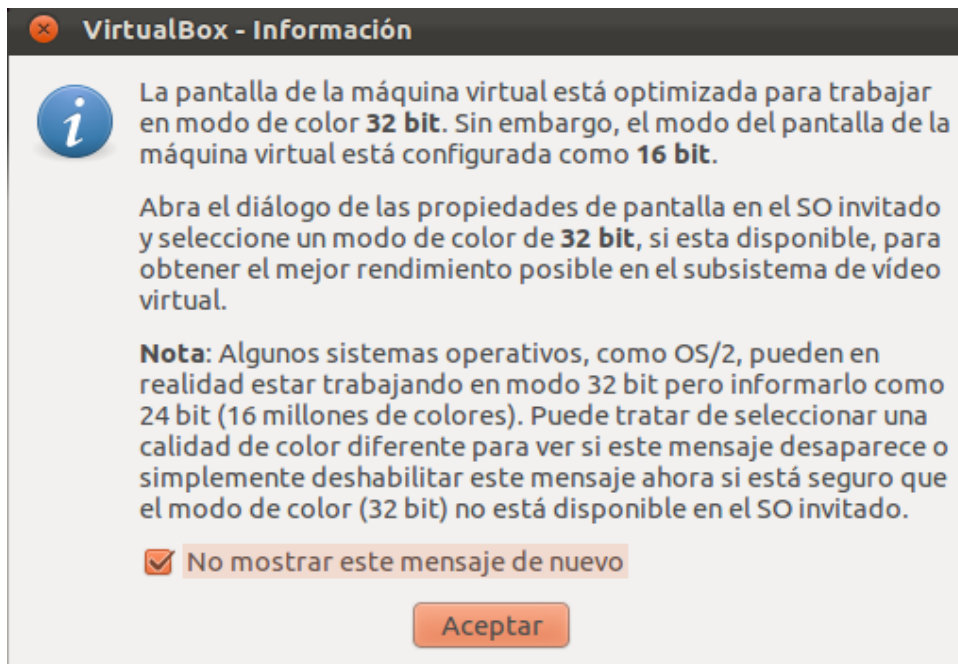 VirtualBox - Información
La pantalla de la máquina virtual está optimizada para trabajar
en modo de color 32 bit. Sin embargo, el modo del pantalla de la
máquina virtual está configurada como 16 bit.
Abra el diálogo de las propiedades de pantalla en el SO invitado
y seleccione un modo de color de 32 bit, si esta disponible, para
obtener el mejor rendimiento posible en el subsistema de vídeo
virtual.
Nota: Algunos sistemas operativos, como OS/2, pueden en
realidad estar trabajando en modo 32 bit pero informarlo como
24 bit (16 millones de colores). Puede tratar de seleccionar una
calidad de color diferente para ver si este mensaje desaparece o
simplemente deshabilitar este mensaje ahora si está seguro que
el modo de color (32 bit) no está disponible en el SO invitado.
No mostrar este mensaje de nuevo
Aceptar